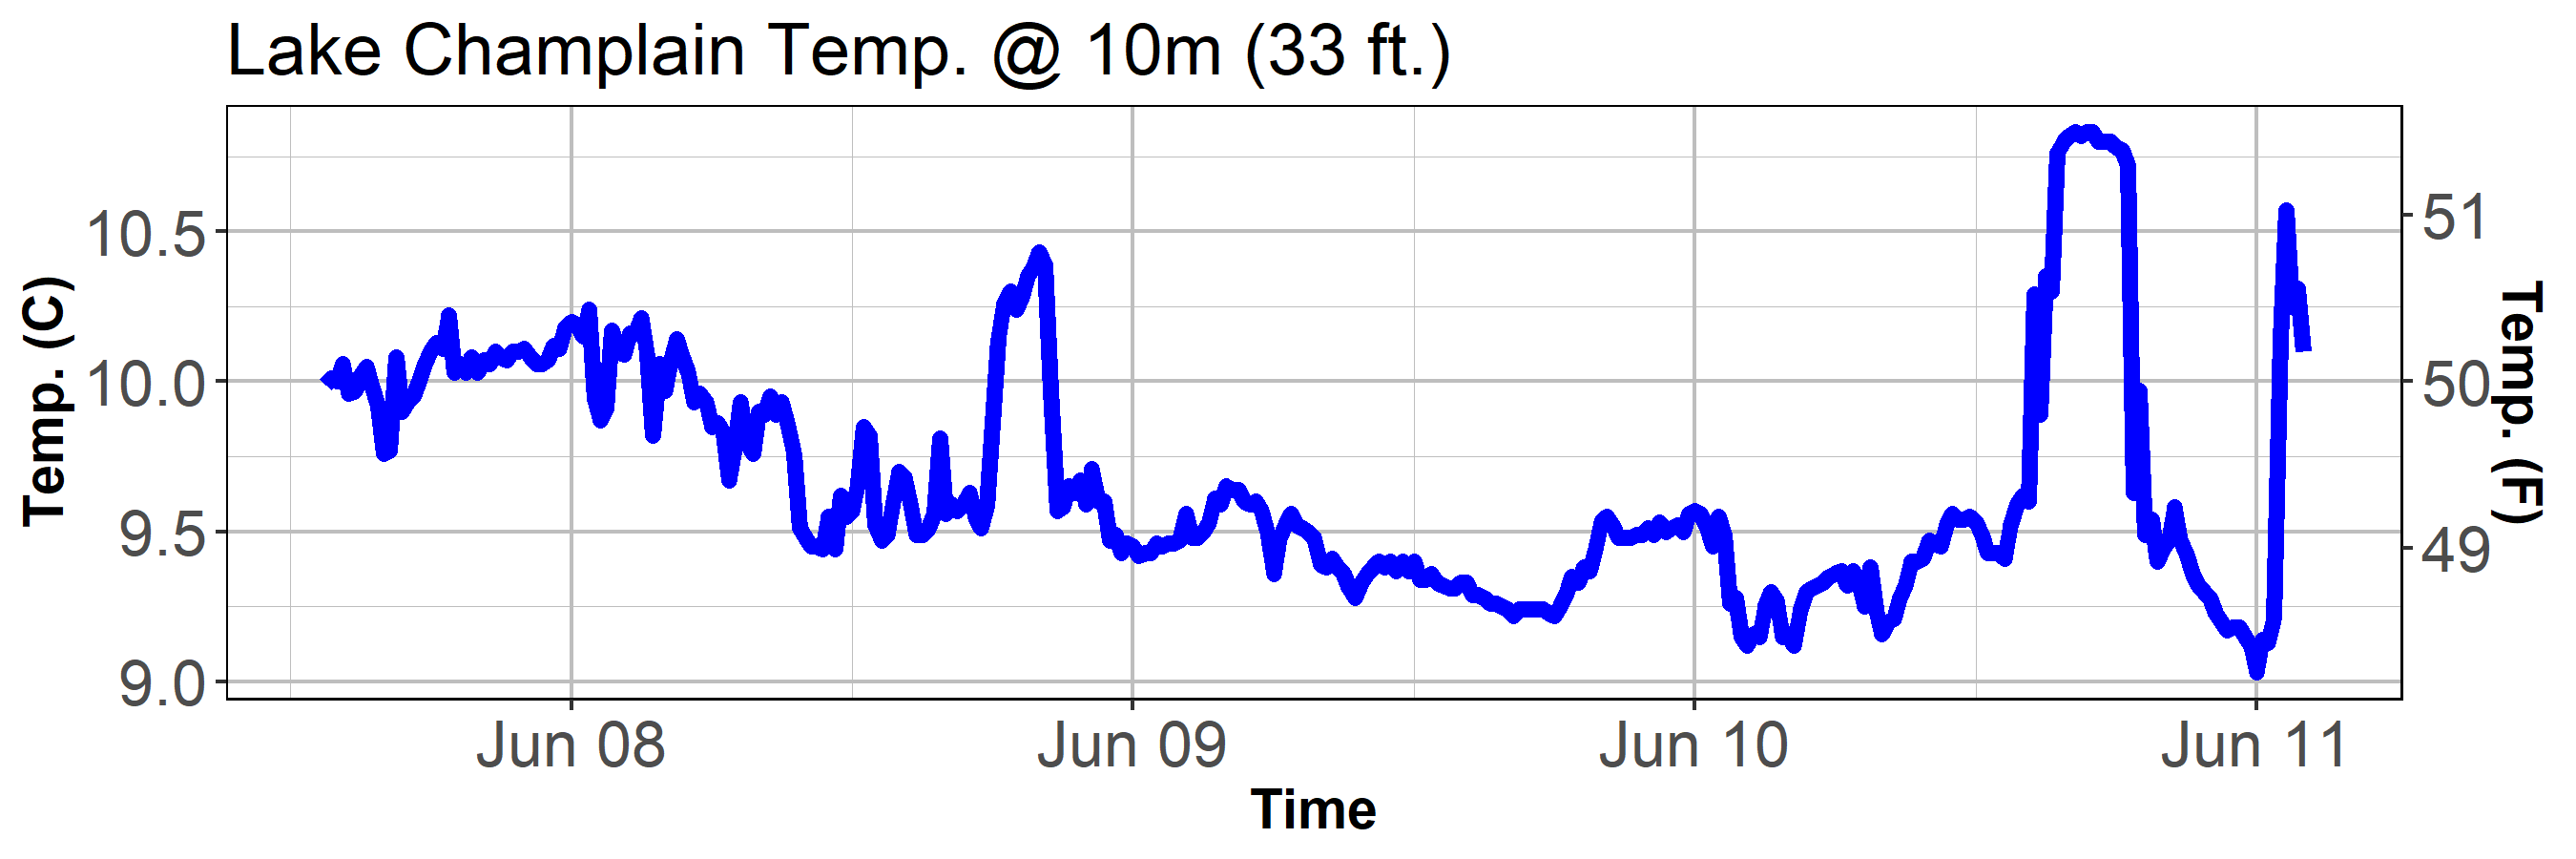 Lake Champlain Temp. @ 10m (33 ft.)
Temp. (C)
10.5
10.0
9.5
9.0
51
50
49
Temp. (F)
Jun 08 Jun 09 Jun 10 Jun 11
Time